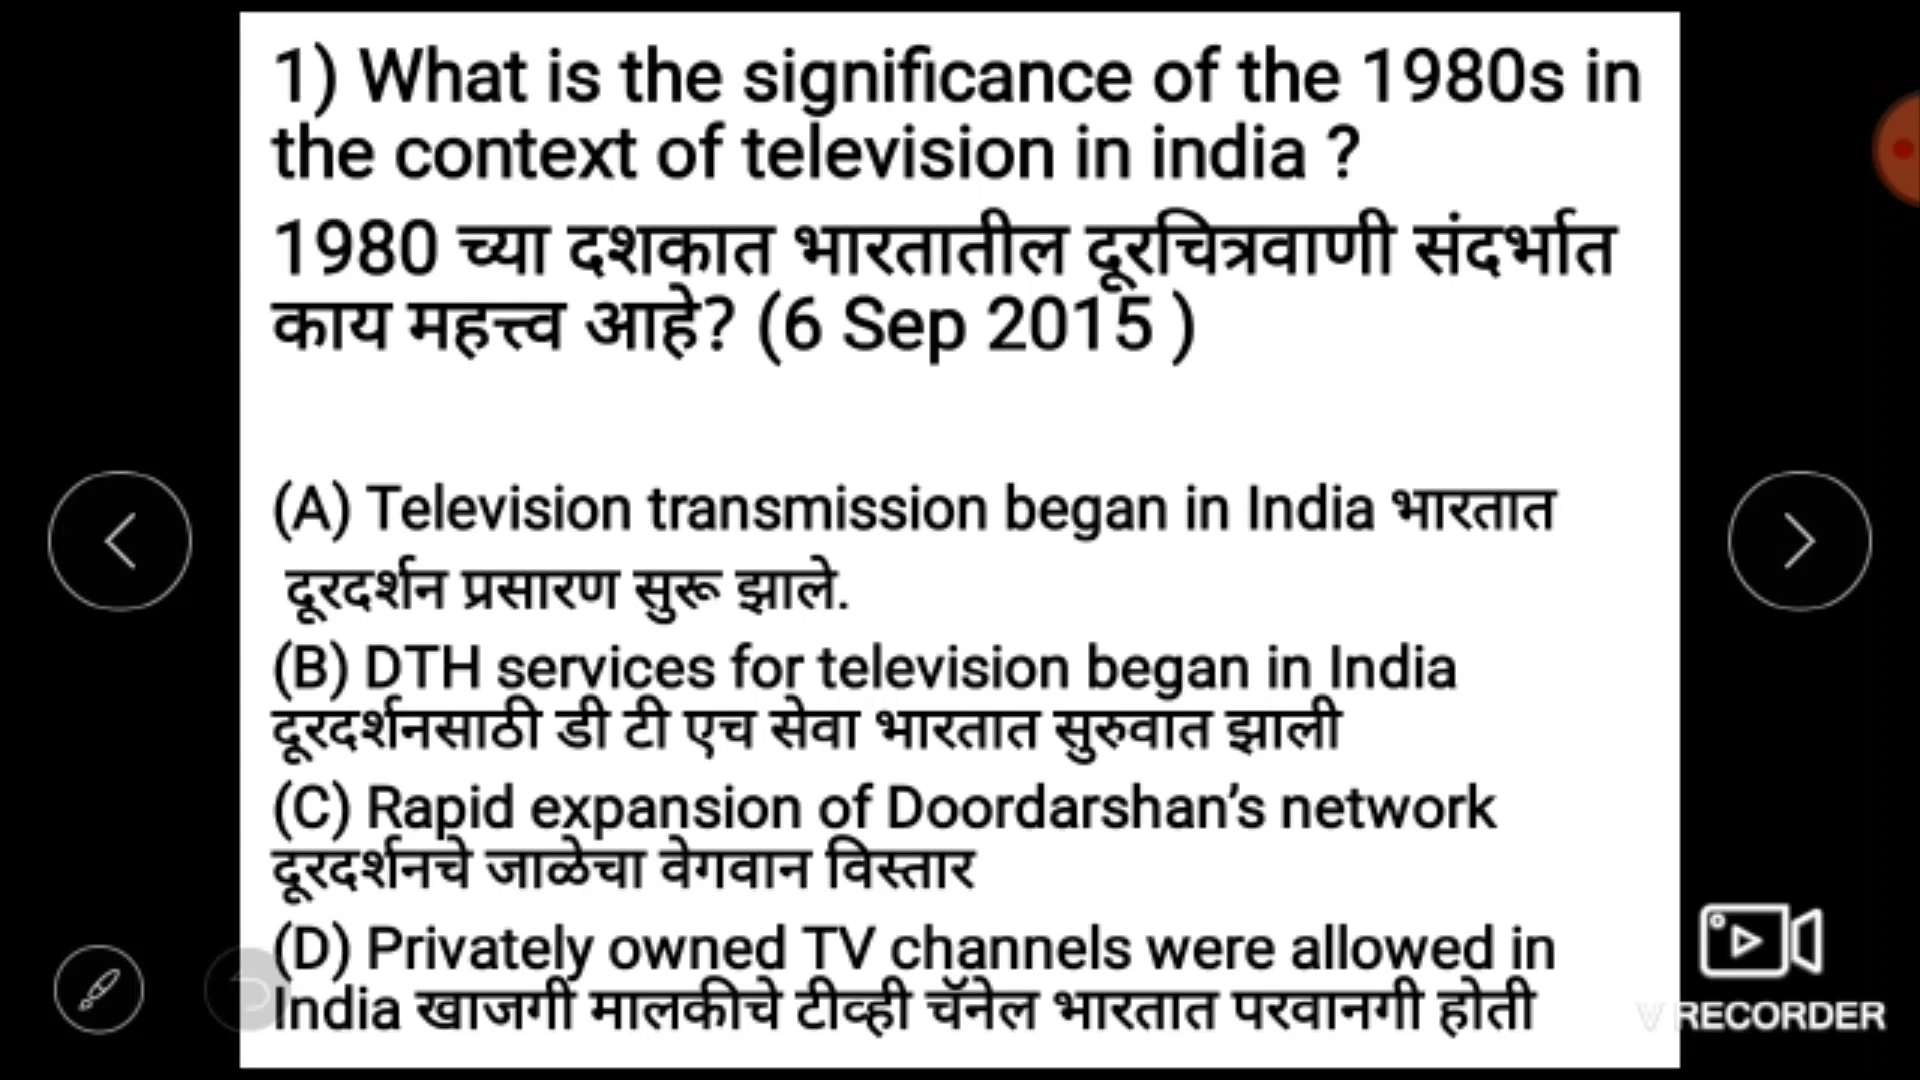 1) What is the significance of the 1980s in
the context of television in india ?
1980 च्या दशकात भारतातील दूरचित्रवाणी संदर्भात
काय महत्त्व आहे? (6 Sep 2015 )
(A) Television transmission began in India भारतात
दूरदर्शन प्रसारण सुरू झाले.
(B) DTH services for television began in India
दूरदर्शनसाठी डी टी एच सेवा भारतात सुरुवात झाली
(C) Rapid expansion of Doordarshan’s network
दूरदर्शनचे जाळेचा वेगवान विस्तार
(D) Privately owned TV channels were allowed in
India खाजगी मालकीचे टीव्ही चॅनेल भारतात परवानगी होती
V RECORDER